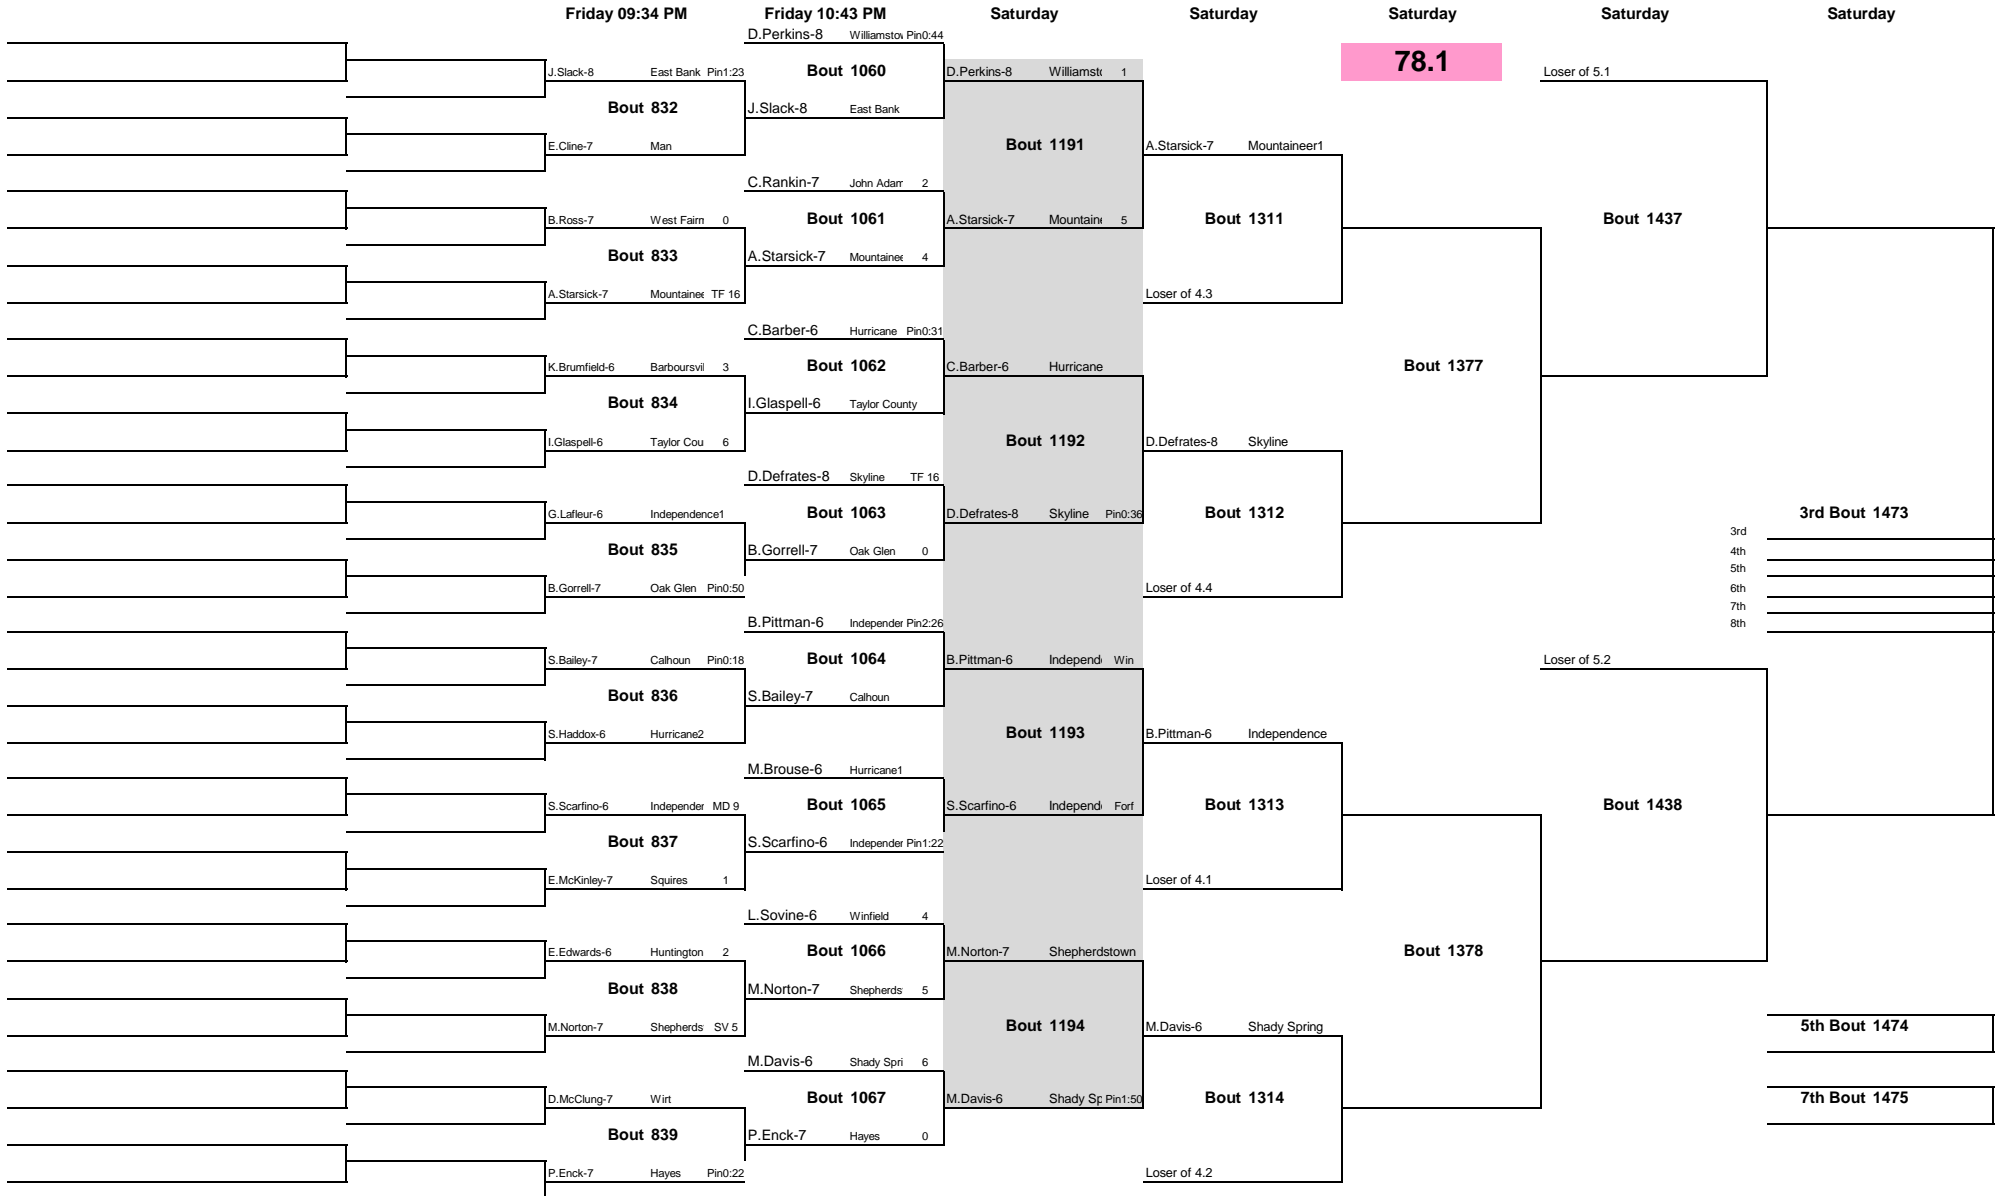 Friday 09:34 PM Friday 10:43 PM Saturday Saturday Saturday Saturday Saturday
D.Perkins-8 Williamstov Pin0:44
78.1
J.Slack-8 East Bank Pin1:23 Bout 1060 D.Perkins-8 Williamst 1 Loser of 5.1
Bout 832 J.Slack-8 East Bank
E.Cline-7 Man Bout 1191 A.Starsick-7 Mountaineer1
C.Rankin-7 John Adam 2
B.Ross-7 West Fairm 0 Bout 1061 A.Starsick-7 Mountaine 5 Bout 1311 Bout 1437
Bout 833 A.Starsick-7 Mountainee 4
A.Starsick-7 Mountainee TF 16 Loser of 4.3
C.Barber-6 Hurricane Pin0:31
K.Brumfield-6 Barboursvil 3 Bout 1062 C.Barber-6 Hurricane Bout 1377
Bout 834 I.Glaspell-6 Taylor County
I.Glaspell-6 Taylor Cou 6 Bout 1192 D.Defrates-8 Skyline
D.Defrates-8 Skyline TF 16
G.Lafleur-6 Independence1 Bout 1063 D.Defrates-8 Skyline Pin0:36 Bout 1312 3rd Bout 1473
3rd
Bout 835 B.Gorrell-7 Oak Glen 0 4th
5th
B.Gorrell-7 Oak Glen Pin0:50 Loser of 4.4 6th
7th
B.Pittman-6 Independer Pin2:26 8th
S.Bailey-7 Calhoun Pin0:18 Bout 1064 B.Pittman-6 Independ Win Loser of 5.2
Bout 836 S.Bailey-7 Calhoun
S.Haddox-6 Hurricane2 Bout 1193 B.Pittman-6 Independence
M.Brouse-6 Hurricane1
S.Scarfino-6 Independer MD 9 Bout 1065 S.Scarfino-6 Independ Forf Bout 1313 Bout 1438
Bout 837 S.Scarfino-6 Independer Pin1:22
E.McKinley-7 Squires 1 Loser of 4.1
L.Sovine-6 Winfield 4
E.Edwards-6 Huntington 2 Bout 1066 M.Norton-7 Shepherdstown Bout 1378
Bout 838 M.Norton-7 Shepherds 5
M.Norton-7 Shepherds SV 5 Bout 1194 M.Davis-6 Shady Spring 5th Bout 1474
M.Davis-6 Shady Spri 6
D.McClung-7 Wirt Bout 1067 M.Davis-6 Shady Sp Pin1:50 Bout 1314 7th Bout 1475
Bout 839 P.Enck-7 Hayes 0
P.Enck-7 Hayes Pin0:22 Loser of 4.2